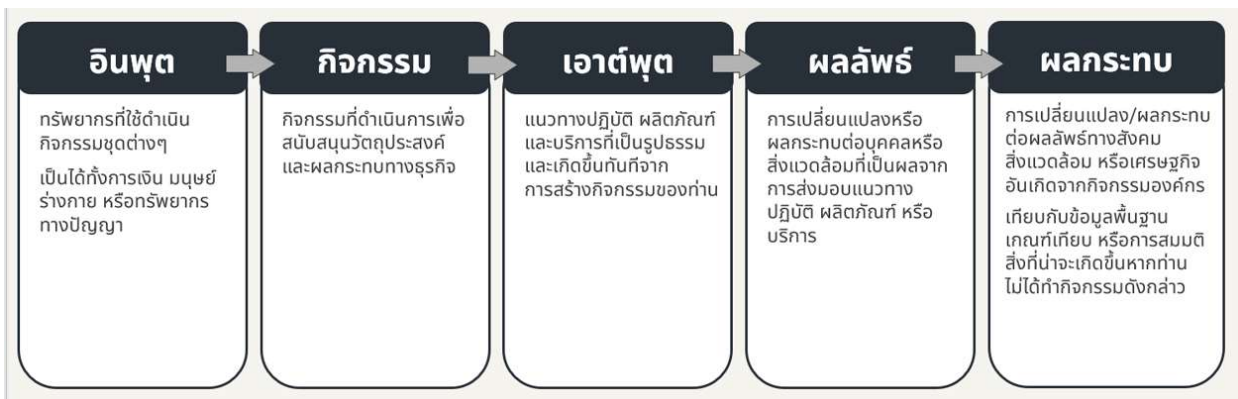 อินพุต
ทรัพยากรที่ใช้ดำเนิน
กิจกรรมชุดต่างๆ
เป็นได้ทั้งการเงิน มนุษย์
ร่างกาย หรือทรัพยากร
ทางปัญญา
กิจกรรม
กิจกรรมที่ดำเนินการเพื่อ
สนับสนุนวัตถุประสงค์
และผลกระทบทางธุรกิจ
เอาต์พุต
แนวทางปฏิบัติ ผลิตภัณฑ์
และบริการที่เป็นรูปธรรม
และเกิดขึ้นทันทีจาก
การสร้างกิจกรรมของท่าน
ผลลัพธ์
การเปลี่ยนแปลงหรือ
ผลกระทบต่อบุคคลหรือ
สิ่งแวดล้อมที่เป็นผลจาก
การส่งมอบแนวทาง
ปฏิบัติ ผลิตภัณฑ์ หรือ
บริการ
ผลกระทบ
การเปลี่ยนแปลง/ผลกระทบ
ต่อผลลัพธ์ทางสังคม
สิ่งแวดล้อม หรือเศรษฐกิจ
อันเกิดจากกิจกรรมองค์กร
เทียบกับข้อมูลพื้นฐาน
เกณฑ์เทียบ หรือการสมมติ
สิ่งที่น่าจะเกิดขึ้นหากท่าน
ไม่ได้ทำกิจกรรมดังกล่าว